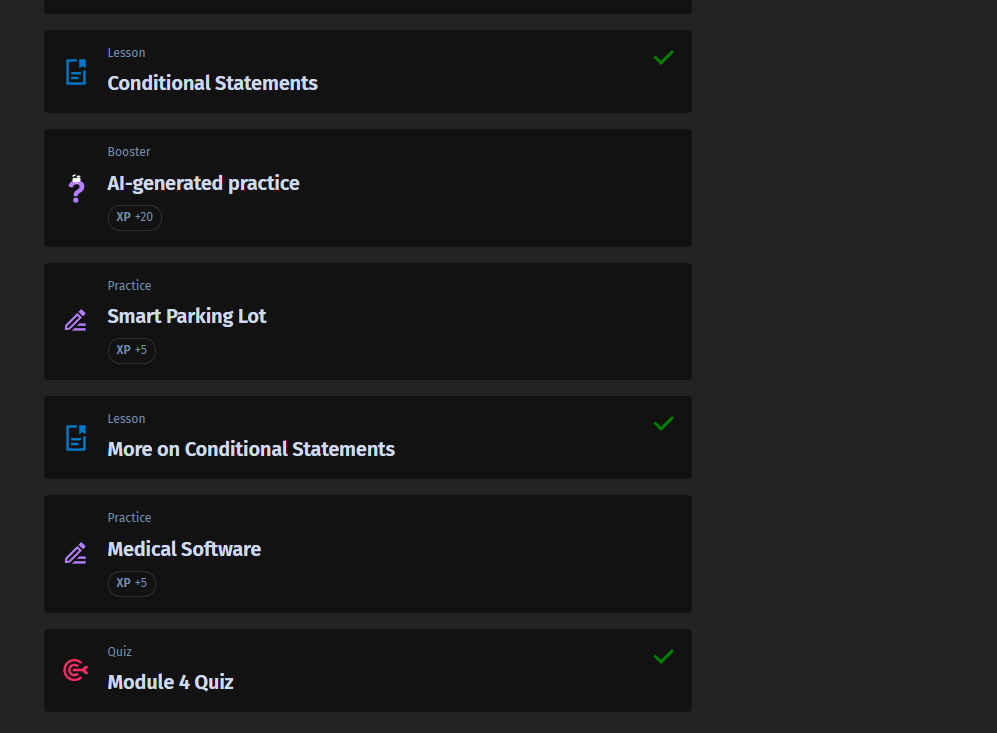 Lesson
Conditional Statements
Booster
AI-generated practice
XP +20
Practice
Smart Parking Lot
XP +5
Lesson
More on Conditional Statements
Practice
Medical Software
XP +5
Quiz
Module 4 Quiz